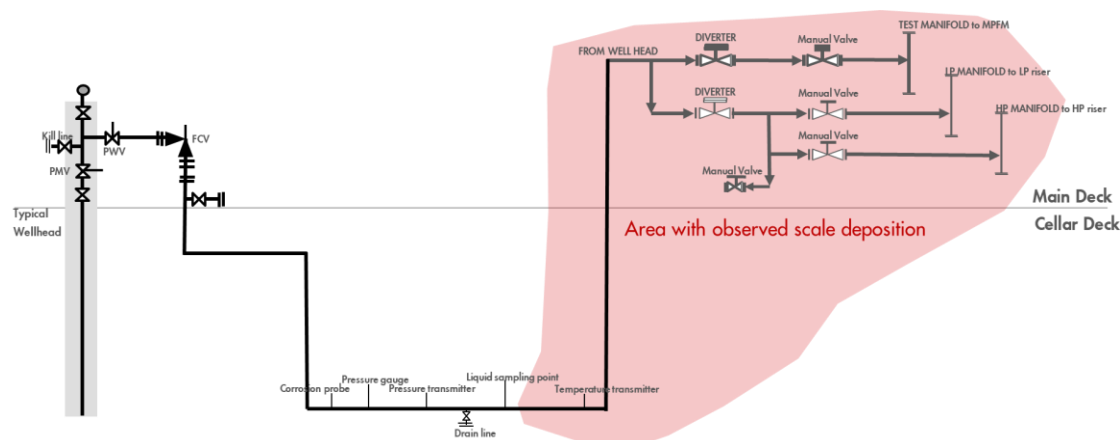 TEST MANIFOLD to MPFM
DIVERTER
Manual Valve
FROM WELL HEAD
LP MANIFOLD to LP riser
DIVERTER
Manual Valve
HP MANIFOLD to HP riser
Kill line
FCV
PWV
Manual Valve
PMV
Manual Valve
Main Deck
Typical
Wellhead
Cellar Deck
Area with observed scale deposition
Liquid sampling point
Pressure gauge
Corrosion probe
Pressure transmitter
Temperature transmitter
Drain line